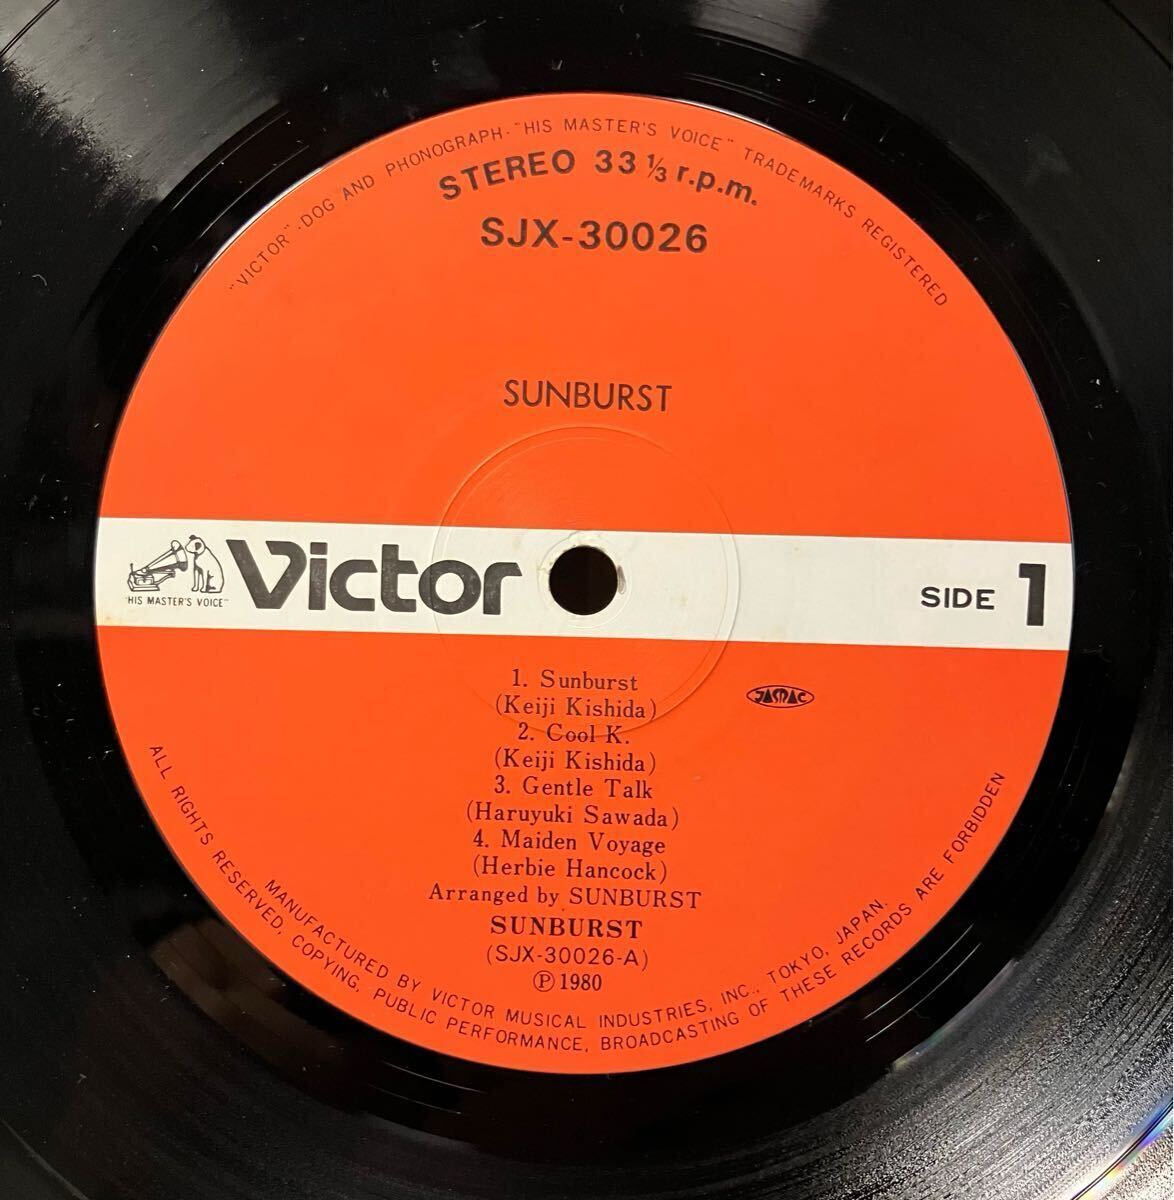 "VICTOR"·DOG AND PHONOGRAPH·"HIS MASTER'S VOICE" TRADEMARKS REGISTERED
STEREO 33 ⅓ r.p.m.
SJX-30026
SUNBURST
"HIS MASTER'S VOICE"
Victor
SIDE 1
1. Sunburst
(Keiji Kishida)
2. Cool K.
(Keiji Kishida)
3. Gentle Talk
(Haruyuki Sawada)
4. Maiden Voyage
(Herbie Hancock)
Arranged by SUNBURST
SUNBURST
(SJX-30026-A)
Ⓟ 1980
JASRAC
MANUFACTURED BY VICTOR MUSICAL INDUSTRIES, INC., TOKYO, JAPAN.
ALL RIGHTS RESERVED, COPYING, PUBLIC PERFORMANCE, BROADCASTING OF THESE RECORDS ARE FORBIDDEN